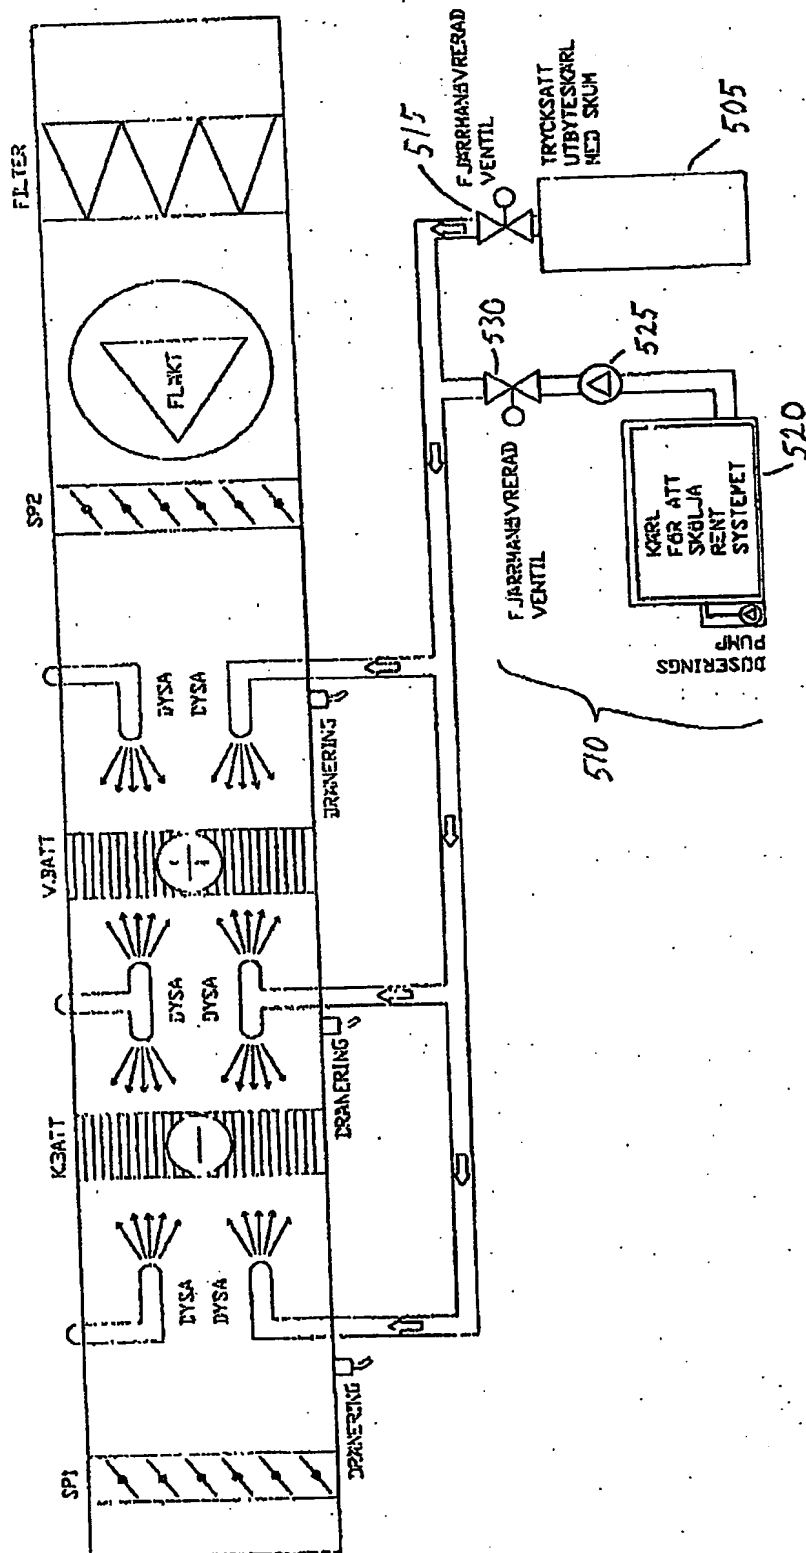 FILTER
FLÄKT
SP2
DYSA
DYSA
DRÄNERING
V.BATT
DYSA
DYSA
DRÄNERING
K.BATT
DYSA
DYSA
DRÄNERING
SP1
515
FJÄRRMANÖVRERAD
VENTIL
TRYCKSATT
UTBYTESKÄRL
MED SKUM
505
530
FJÄRRMANÖVRERAD
VENTIL
525
KÄRL
FÖR ATT
SKÖLJA
RENT
SYSTEMET
520
DOSERINGS
PUMP
510